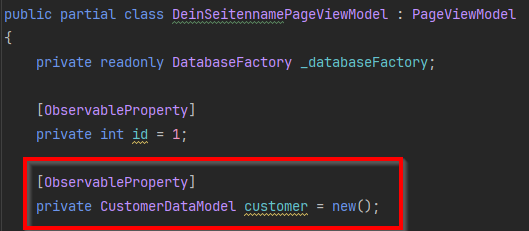 public partial class DeinSeitennamePageViewModel : PageViewModel
{
private readonly DatabaseFactory _databaseFactory;
[ObservableProperty]
private int id = 1;
[ObservableProperty]
private CustomerDataModel customer = new();